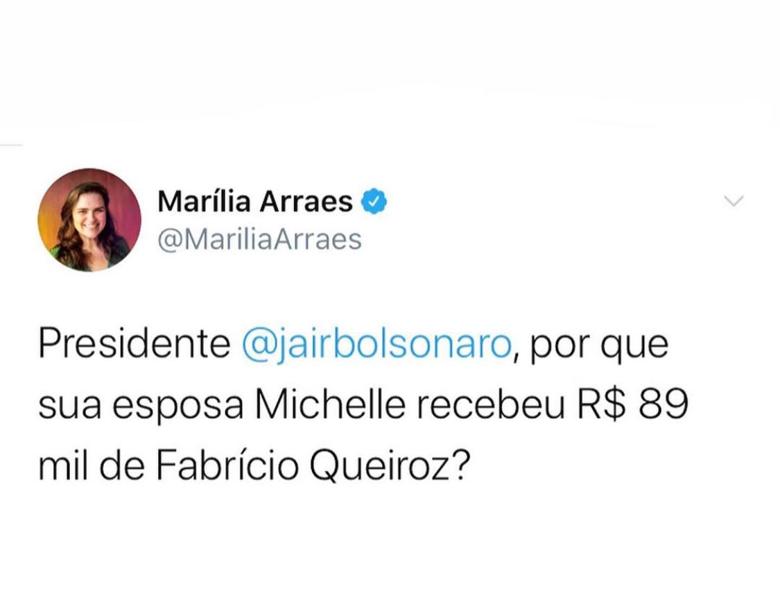 Marília Arraes
@MariliaArraes
Presidente @jairbolsonaro, por que
sua esposa Michelle recebeu R$ 89
mil de Fabrício Queiroz?